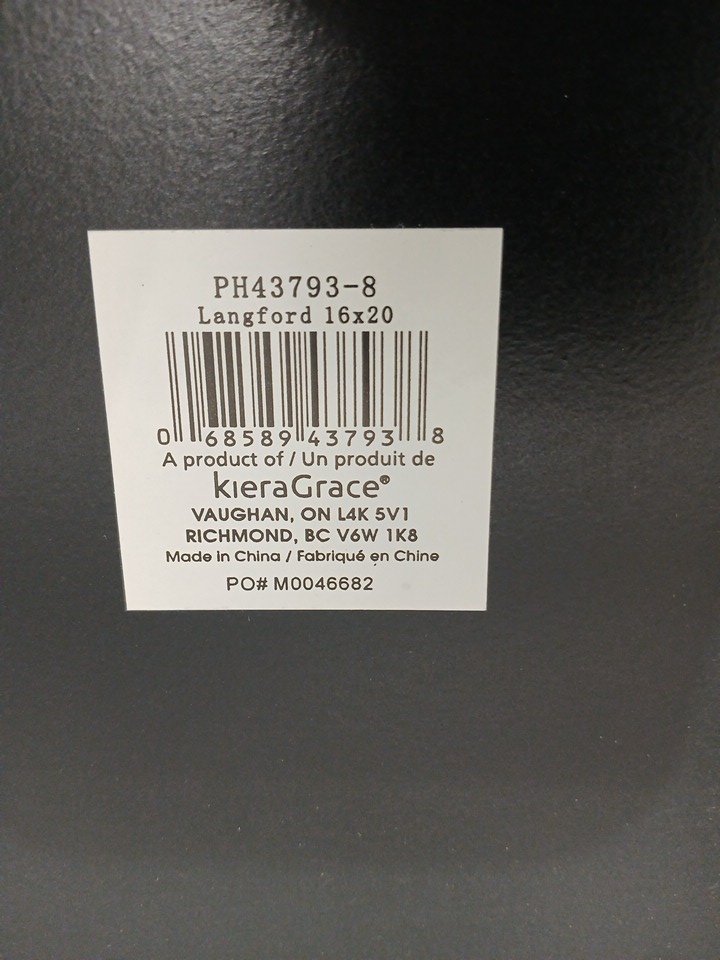 PH43793-8
Langford 16x20
0 68589 43793 8
A product of / Un produit de
kieraGrace®
VAUGHAN, ON L4K 5V1
RICHMOND, BC V6W 1K8
Made in China / Fabriqué en Chine
PO# M0046682